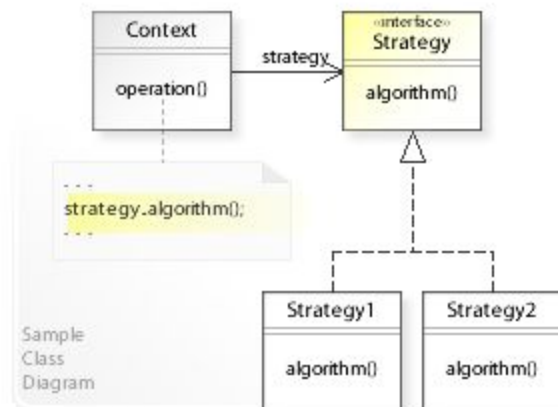 Context
operation()
strategy
«interface»
Strategy
algorithm()
. . .
strategy.algorithm();
. . .
Strategy1
algorithm()
Strategy2
algorithm()
Sample
Class
Diagram